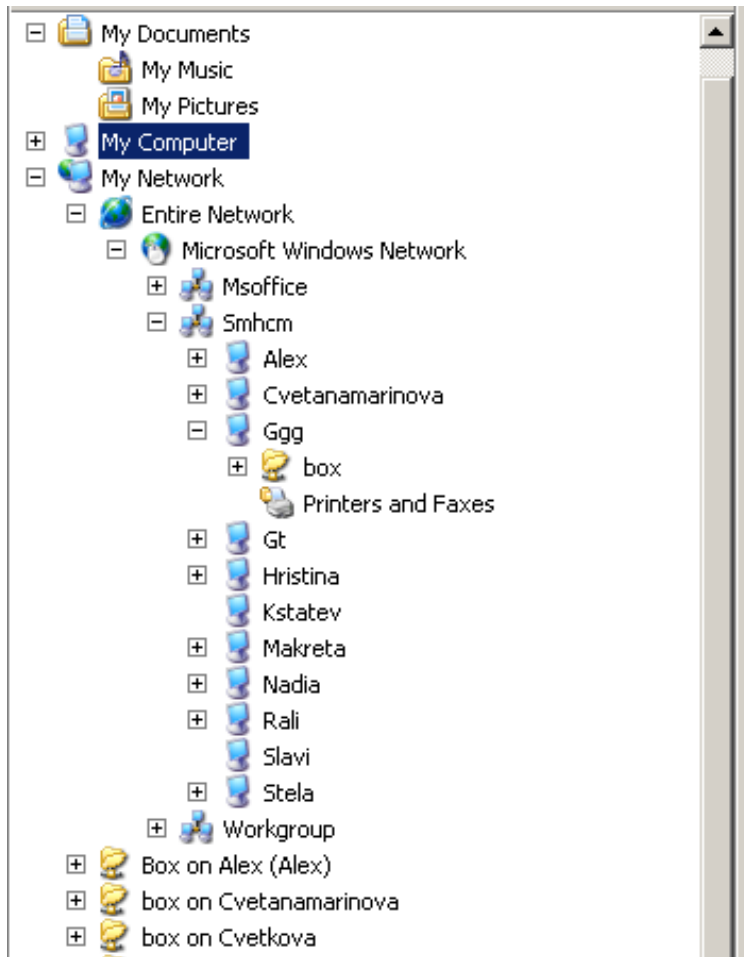 My Documents
My Music
My Pictures
My Computer
My Network
Entire Network
Microsoft Windows Network
Msoffice
Smhcm
Alex
Cvetanamarinova
Ggg
box
Printers and Faxes
Gt
Hristina
Kstatev
Makreta
Nadia
Rali
Slavi
Stela
Workgroup
Box on Alex (Alex)
box on Cvetanamarinova
box on Cvetkova